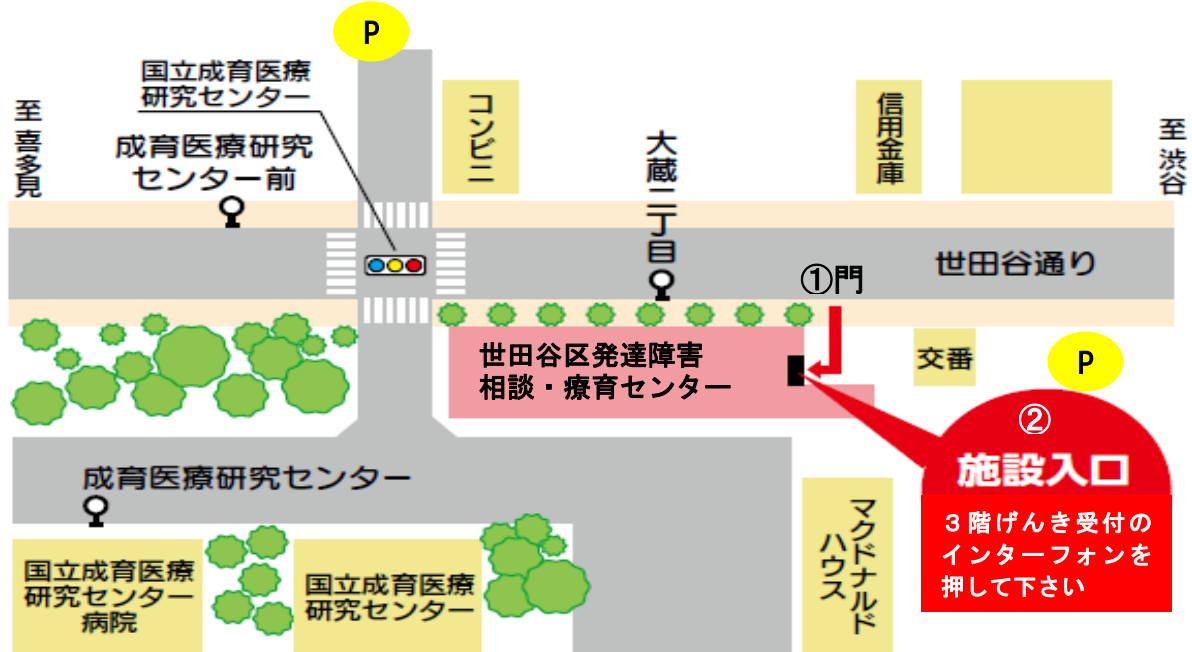 P
国立成育医療
研究センター
至喜多見
成育医療研究
センター前
コンビニ
大蔵二丁目
信用金庫
至渋谷
世田谷通り
①門
世田谷区発達障害
相談・療育センター
交番
P
②
施設入口
3階げんき受付の
インターフォンを
押して下さい
成育医療研究センター
マクドナルド
ハウス
国立成育医療
研究センター
病院
国立成育医療
研究センター